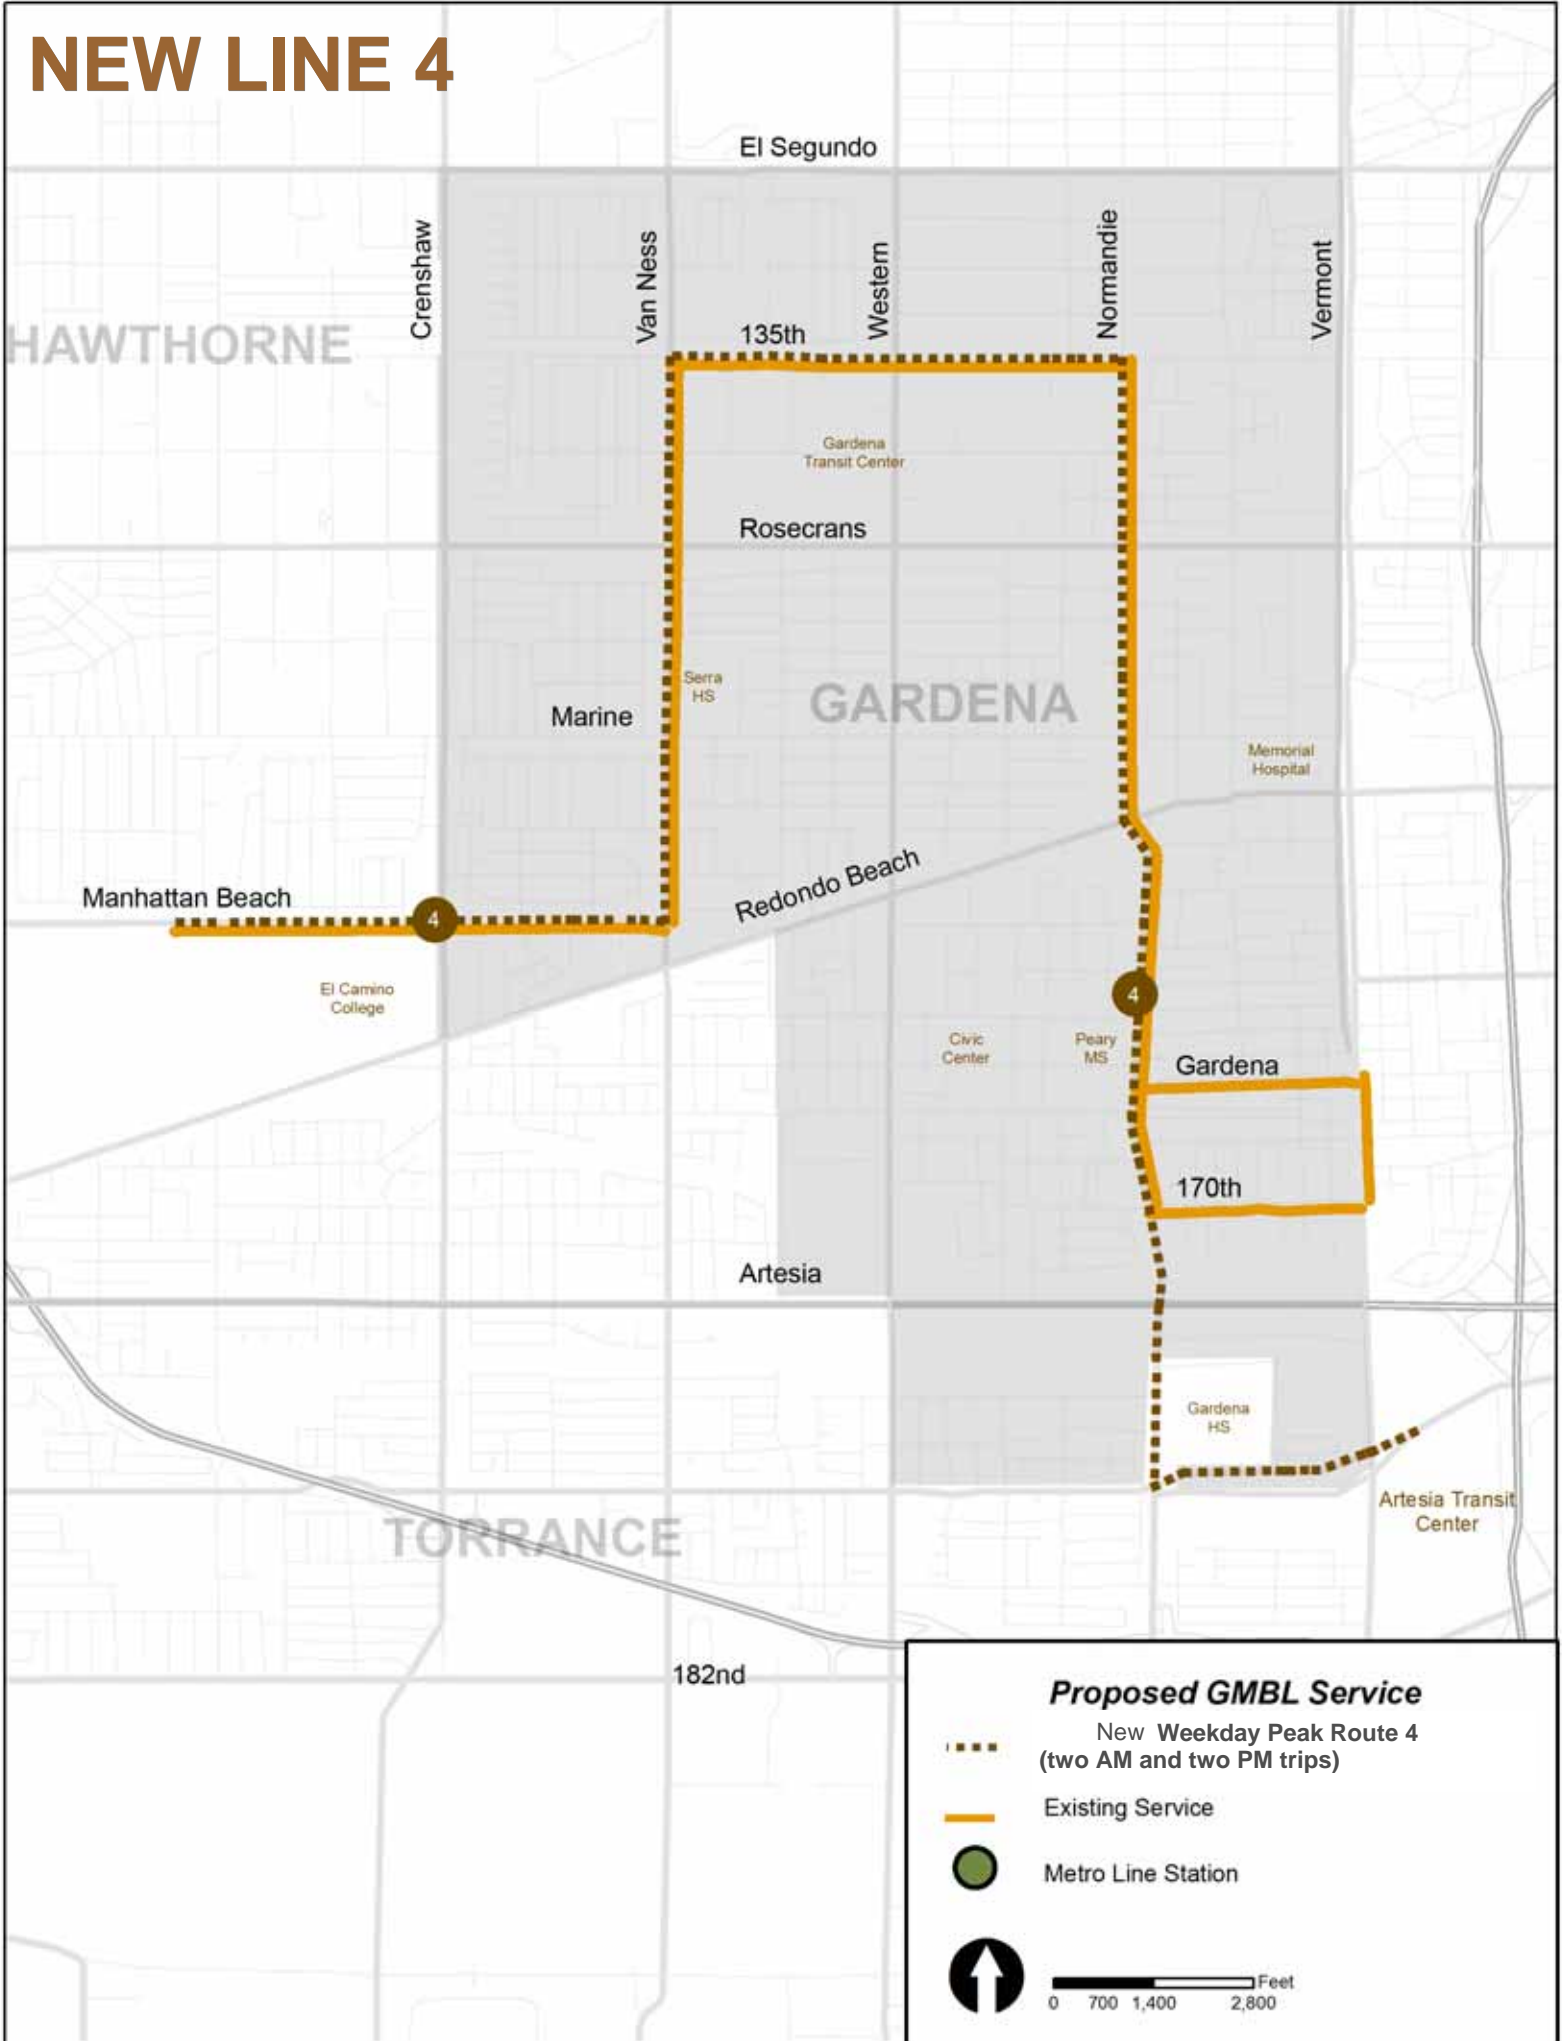 NEW LINE 4
El Segundo
Crenshaw
Van Ness
Western
Normandie
Vermont
HAWTHORNE
135th
Gardena
Transit Center
Rosecrans
Serra
HS
GARDENA
Marine
Memorial
Hospital
Redondo Beach
Manhattan Beach
4
El Camino
College
4
Civic
Center
Peary
MS
Gardena
170th
Artesia
Gardena
HS
Artesia Transit
Center
TORRANCE
182nd
Proposed GMBL Service
New Weekday Peak Route 4
(two AM and two PM trips)
Existing Service
Metro Line Station
Feet
0 700 1,400 2,800